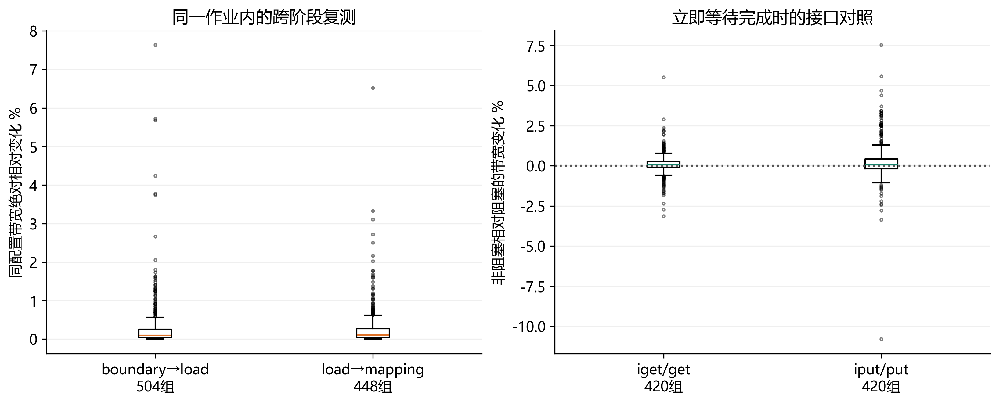 同一作业内的跨阶段复测
同配置带宽绝对相对变化 %
8
7
6
5
4
3
2
1
0
boundary→load
504组
load→mapping
448组
立即等待完成时的接口对照
非阻塞相对阻塞的带宽变化 %
7.5
5.0
2.5
0.0
-2.5
-5.0
-7.5
-10.0
iget/get
420组
iput/put
420组